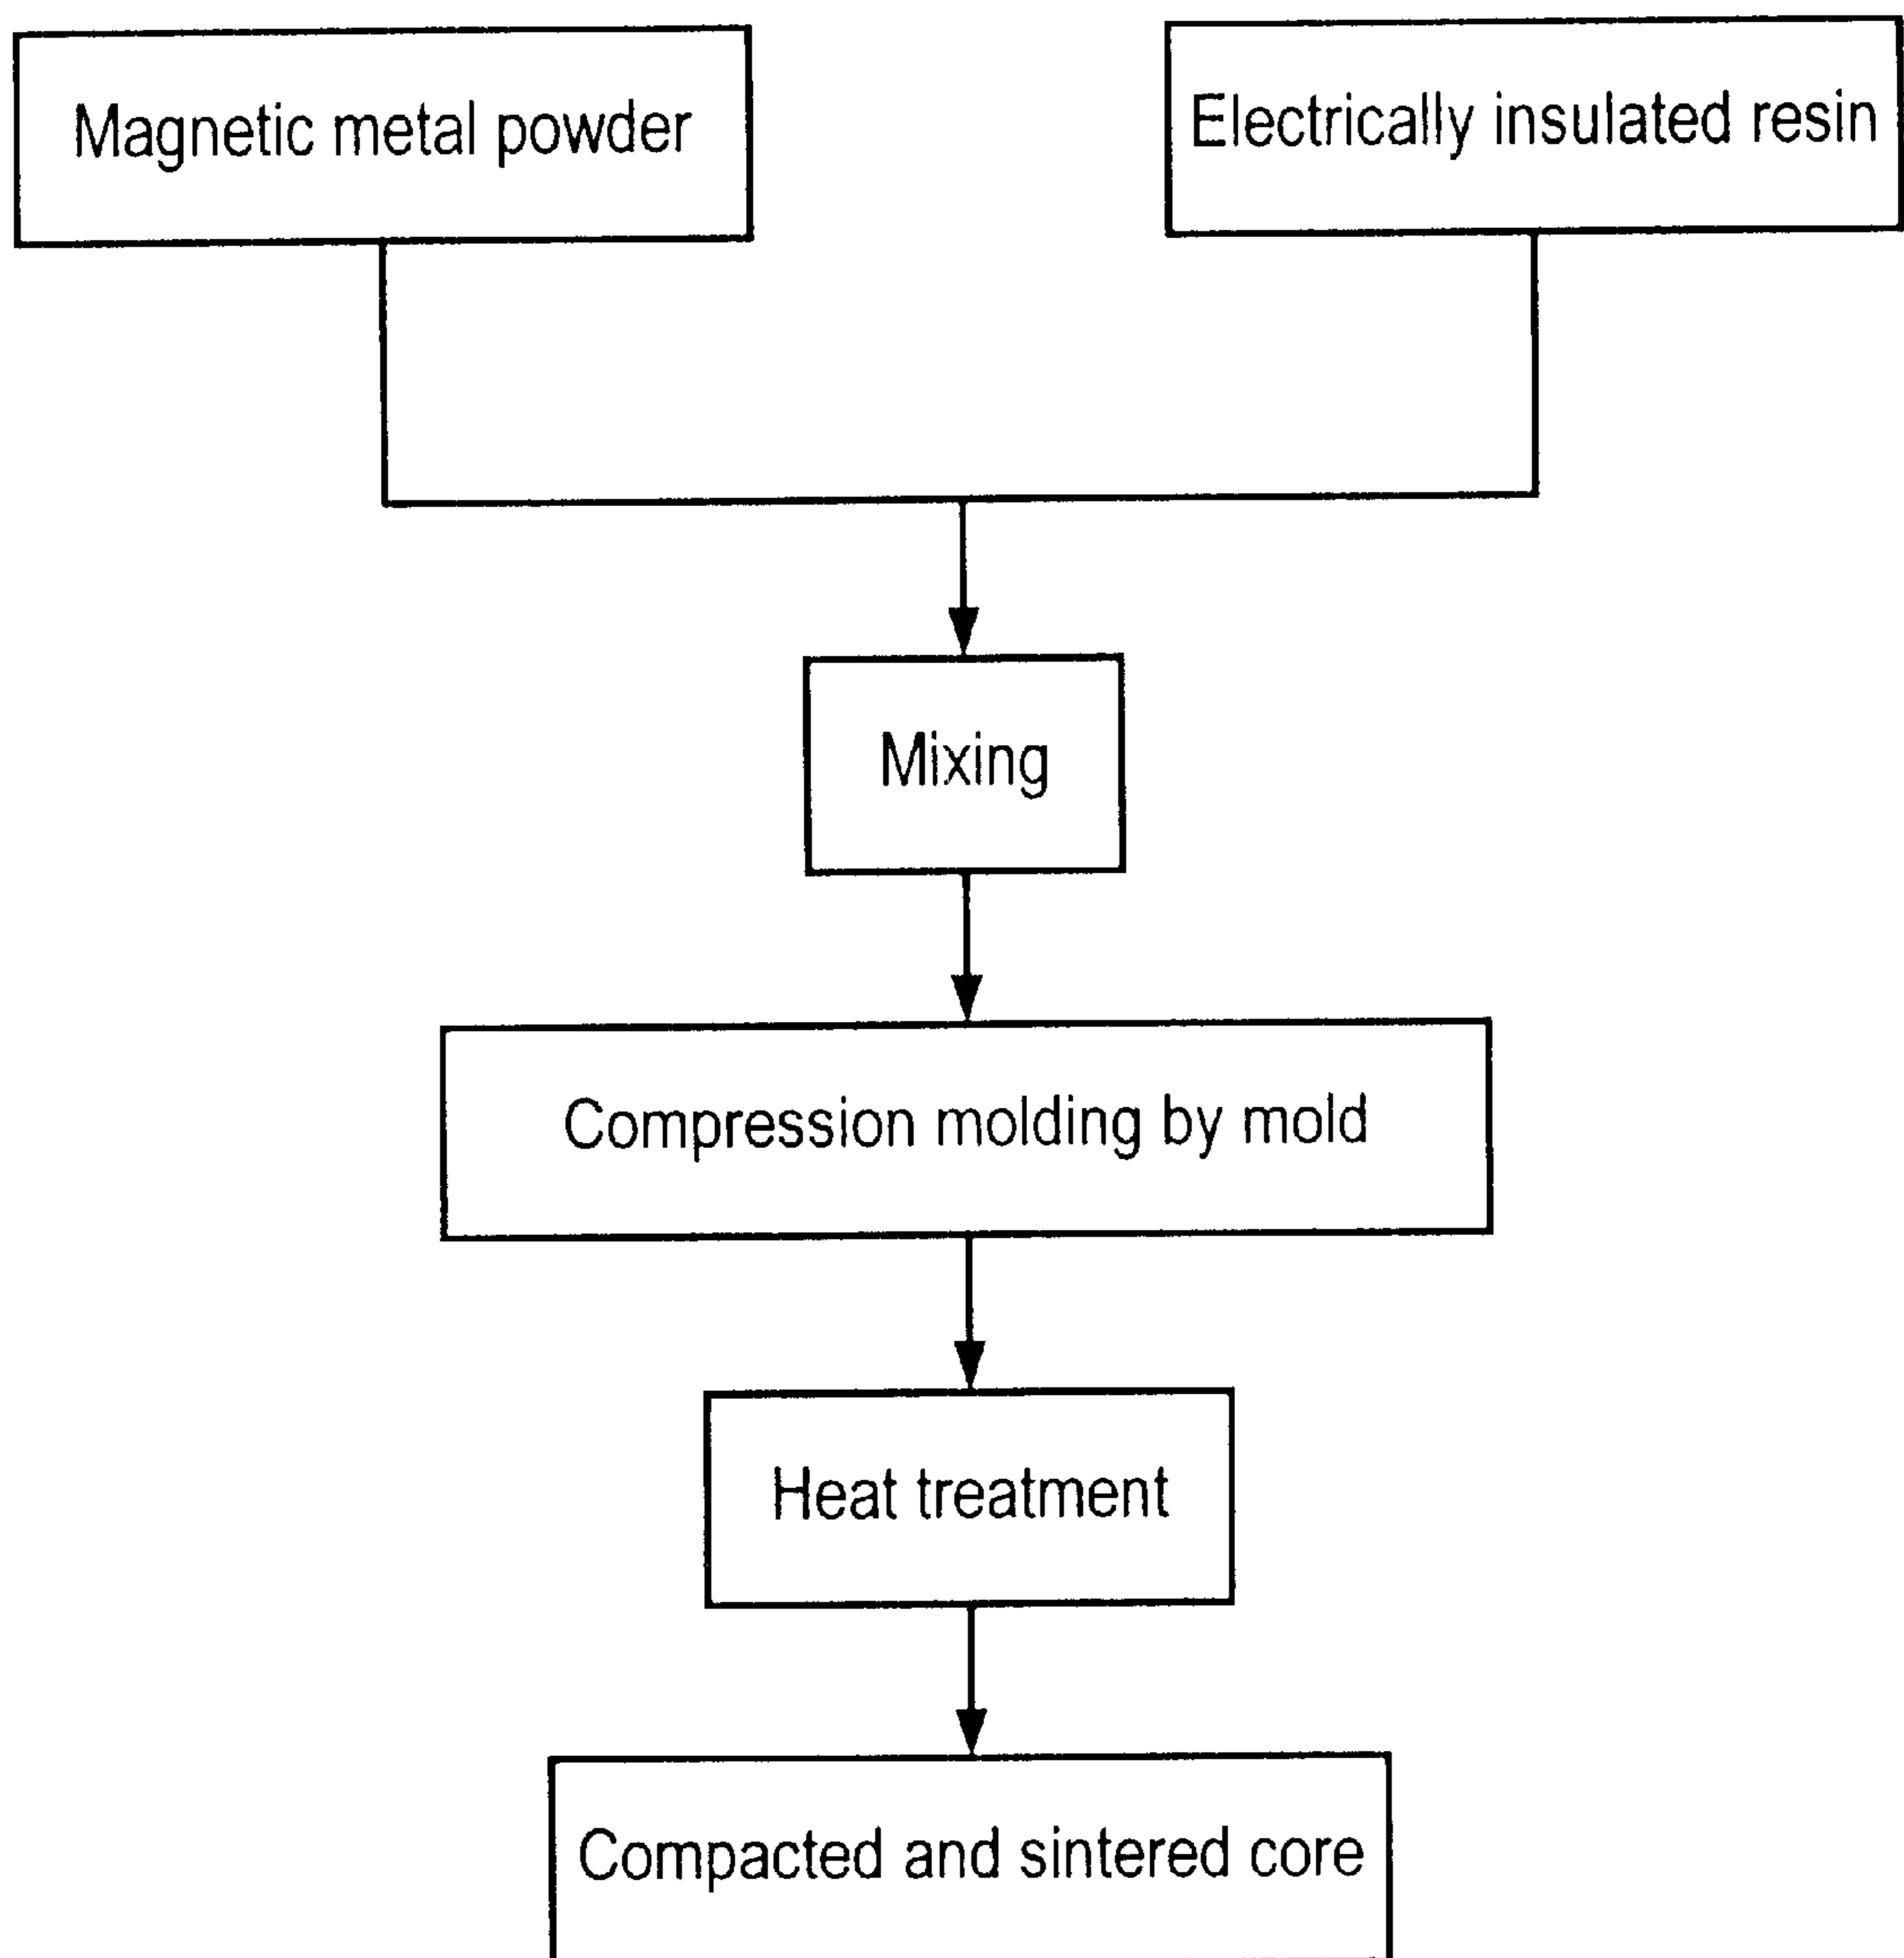 Magnetic metal powder
Electrically insulated resin
Mixing
Compression molding by mold
Heat treatment
Compacted and sintered core